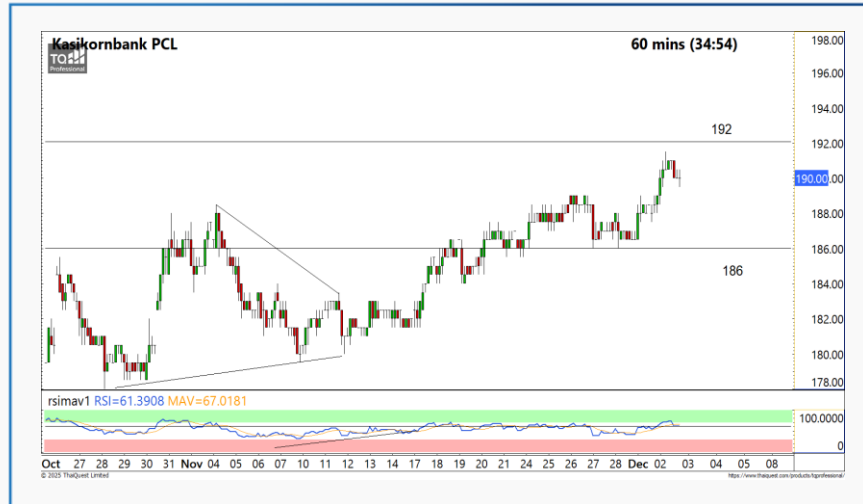 Kasikornbank PCL
60 mins (34:54)
TQ
Professional
198.00
196.00
194.00
192
192.00
190.00
.00
188.00
186.00
186
184.00
182.00
180.00
178.00
rsimav1 RSI=61.3908 MAV=67.0181
100.0000
0
Oct 27 28 29 30 31 Nov 04 05 06 07 10 11 12 13 14 17 18 19 20 21 24 25 26 27 28 Dec 02 03 04 05 08
© 2025 ThaiQuest Limited
https://www.thaiquest.com/products/tqprofessional/